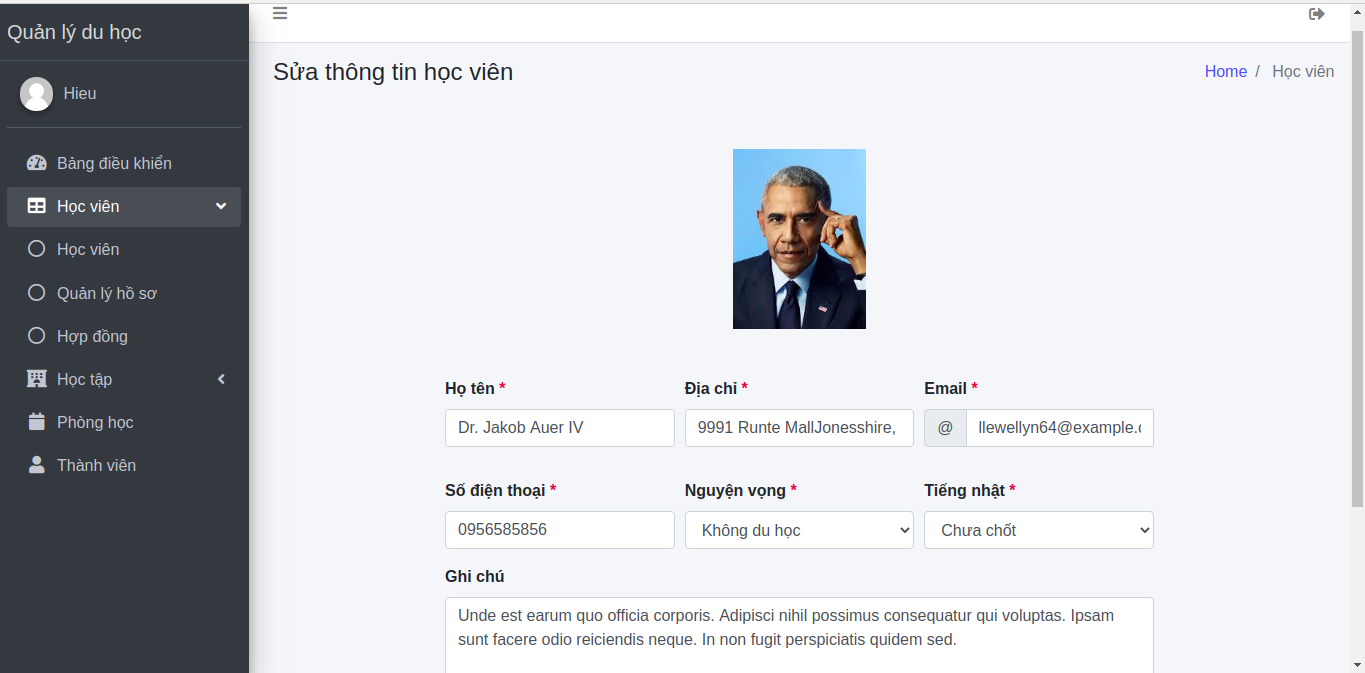 Quản lý du học
Hieu
Bảng điều khiển
Học viên
Học viên
Quản lý hồ sơ
Hợp đồng
Học tập
Phòng học
Thành viên
Sửa thông tin học viên
Home / Học viên
Họ tên * Địa chỉ * Email *
Dr. Jakob Auer IV 9991 Runte MallJonesshire, @ llewellyn64@example.c
Số điện thoại * Nguyện vọng * Tiếng nhật *
0956585856 Không du học Chưa chốt
Ghi chú
Unde est earum quo officia corporis. Adipisci nihil possimus consequatur qui voluptas. Ipsam
sunt facere odio reiciendis neque. In non fugit perspiciatis quidem sed.